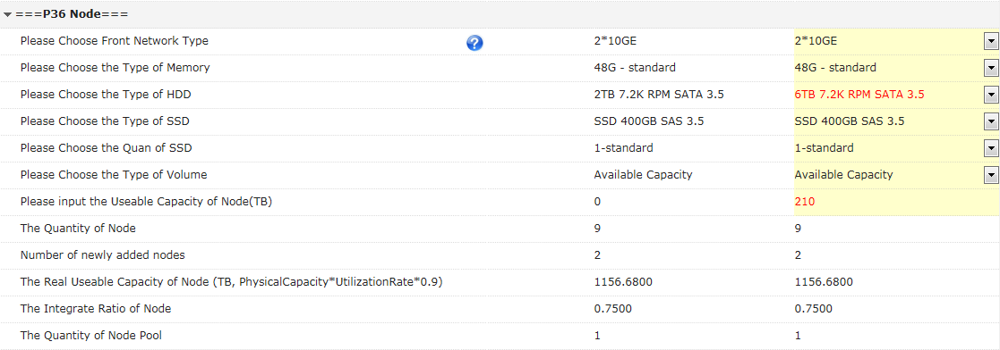 ===P36 Node===
Please Choose Front Network Type ? 2*10GE 2*10GE
Please Choose the Type of Memory 48G - standard 48G - standard
Please Choose the Type of HDD 2TB 7.2K RPM SATA 3.5 6TB 7.2K RPM SATA 3.5
Please Choose the Type of SSD SSD 400GB SAS 3.5 SSD 400GB SAS 3.5
Please Choose the Quan of SSD 1-standard 1-standard
Please Choose the Type of Volume Available Capacity Available Capacity
Please input the Useable Capacity of Node(TB) 0 210
The Quantity of Node 9 9
Number of newly added nodes 2 2
The Real Useable Capacity of Node (TB, PhysicalCapacity*UtilizationRate*0.9) 1156.6800 1156.6800
The Integrate Ratio of Node 0.7500 0.7500
The Quantity of Node Pool 1 1